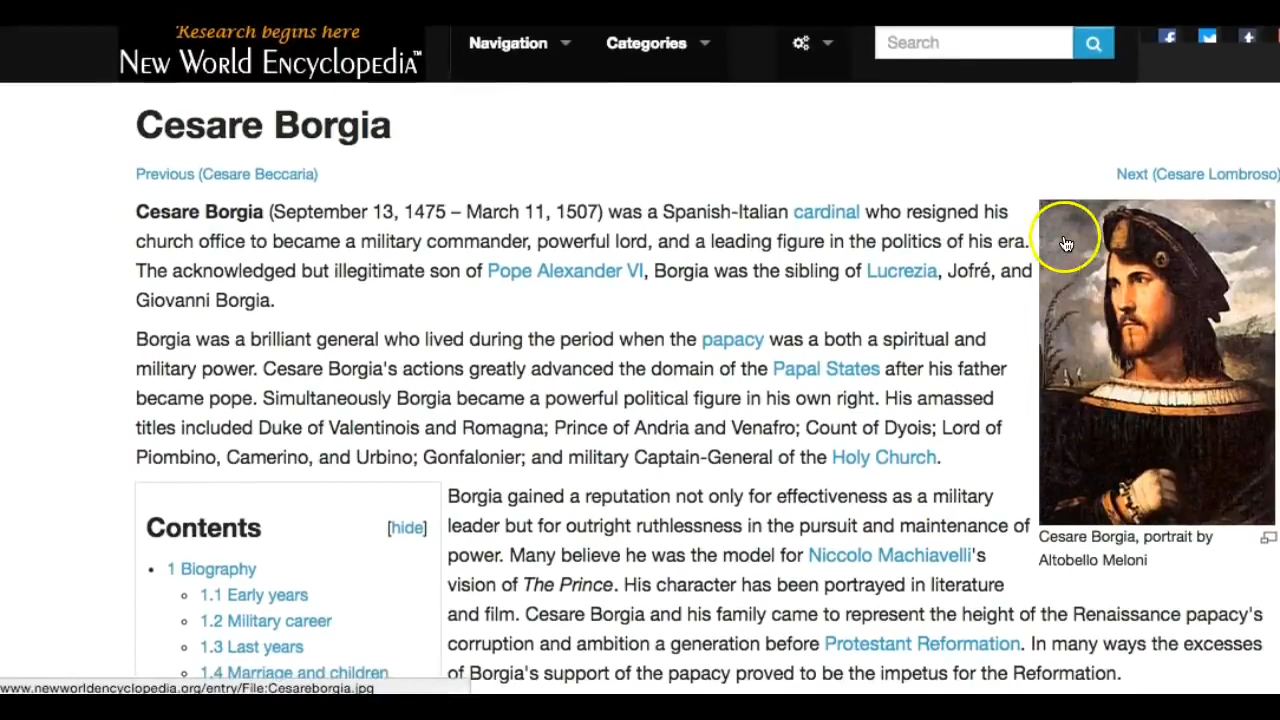 Research begins here
NEW WORLD ENCYCLOPEDIA™
Navigation
Categories
Search
Cesare Borgia
Previous (Cesare Beccaria)
Next (Cesare Lombroso)
Cesare Borgia (September 13, 1475 – March 11, 1507) was a Spanish-Italian cardinal who resigned his
church office to became a military commander, powerful lord, and a leading figure in the politics of his era.
The acknowledged but illegitimate son of Pope Alexander VI, Borgia was the sibling of Lucrezia, Jofré, and
Giovanni Borgia.
Borgia was a brilliant general who lived during the period when the papacy was a both a spiritual and
military power. Cesare Borgia's actions greatly advanced the domain of the Papal States after his father
became pope. Simultaneously Borgia became a powerful political figure in his own right. His amassed
titles included Duke of Valentinois and Romagna; Prince of Andria and Venafro; Count of Dyois; Lord of
Piombino, Camerino, and Urbino; Gonfalonier; and military Captain-General of the Holy Church.
Cesare Borgia, portrait by
Altobello Meloni
Contents [hide]
1 Biography
1.1 Early years
1.2 Military career
1.3 Last years
1.4 Marriage and children
Borgia gained a reputation not only for effectiveness as a military
leader but for outright ruthlessness in the pursuit and maintenance of
power. Many believe he was the model for Niccolo Machiavelli's
vision of The Prince. His character has been portrayed in literature
and film. Cesare Borgia and his family came to represent the height of the Renaissance papacy's
corruption and ambition a generation before Protestant Reformation. In many ways the excesses
of Borgia's support of the papacy proved to be the impetus for the Reformation.
www.newworldencyclopedia.org/entry/File:Cesareborgia.jpg